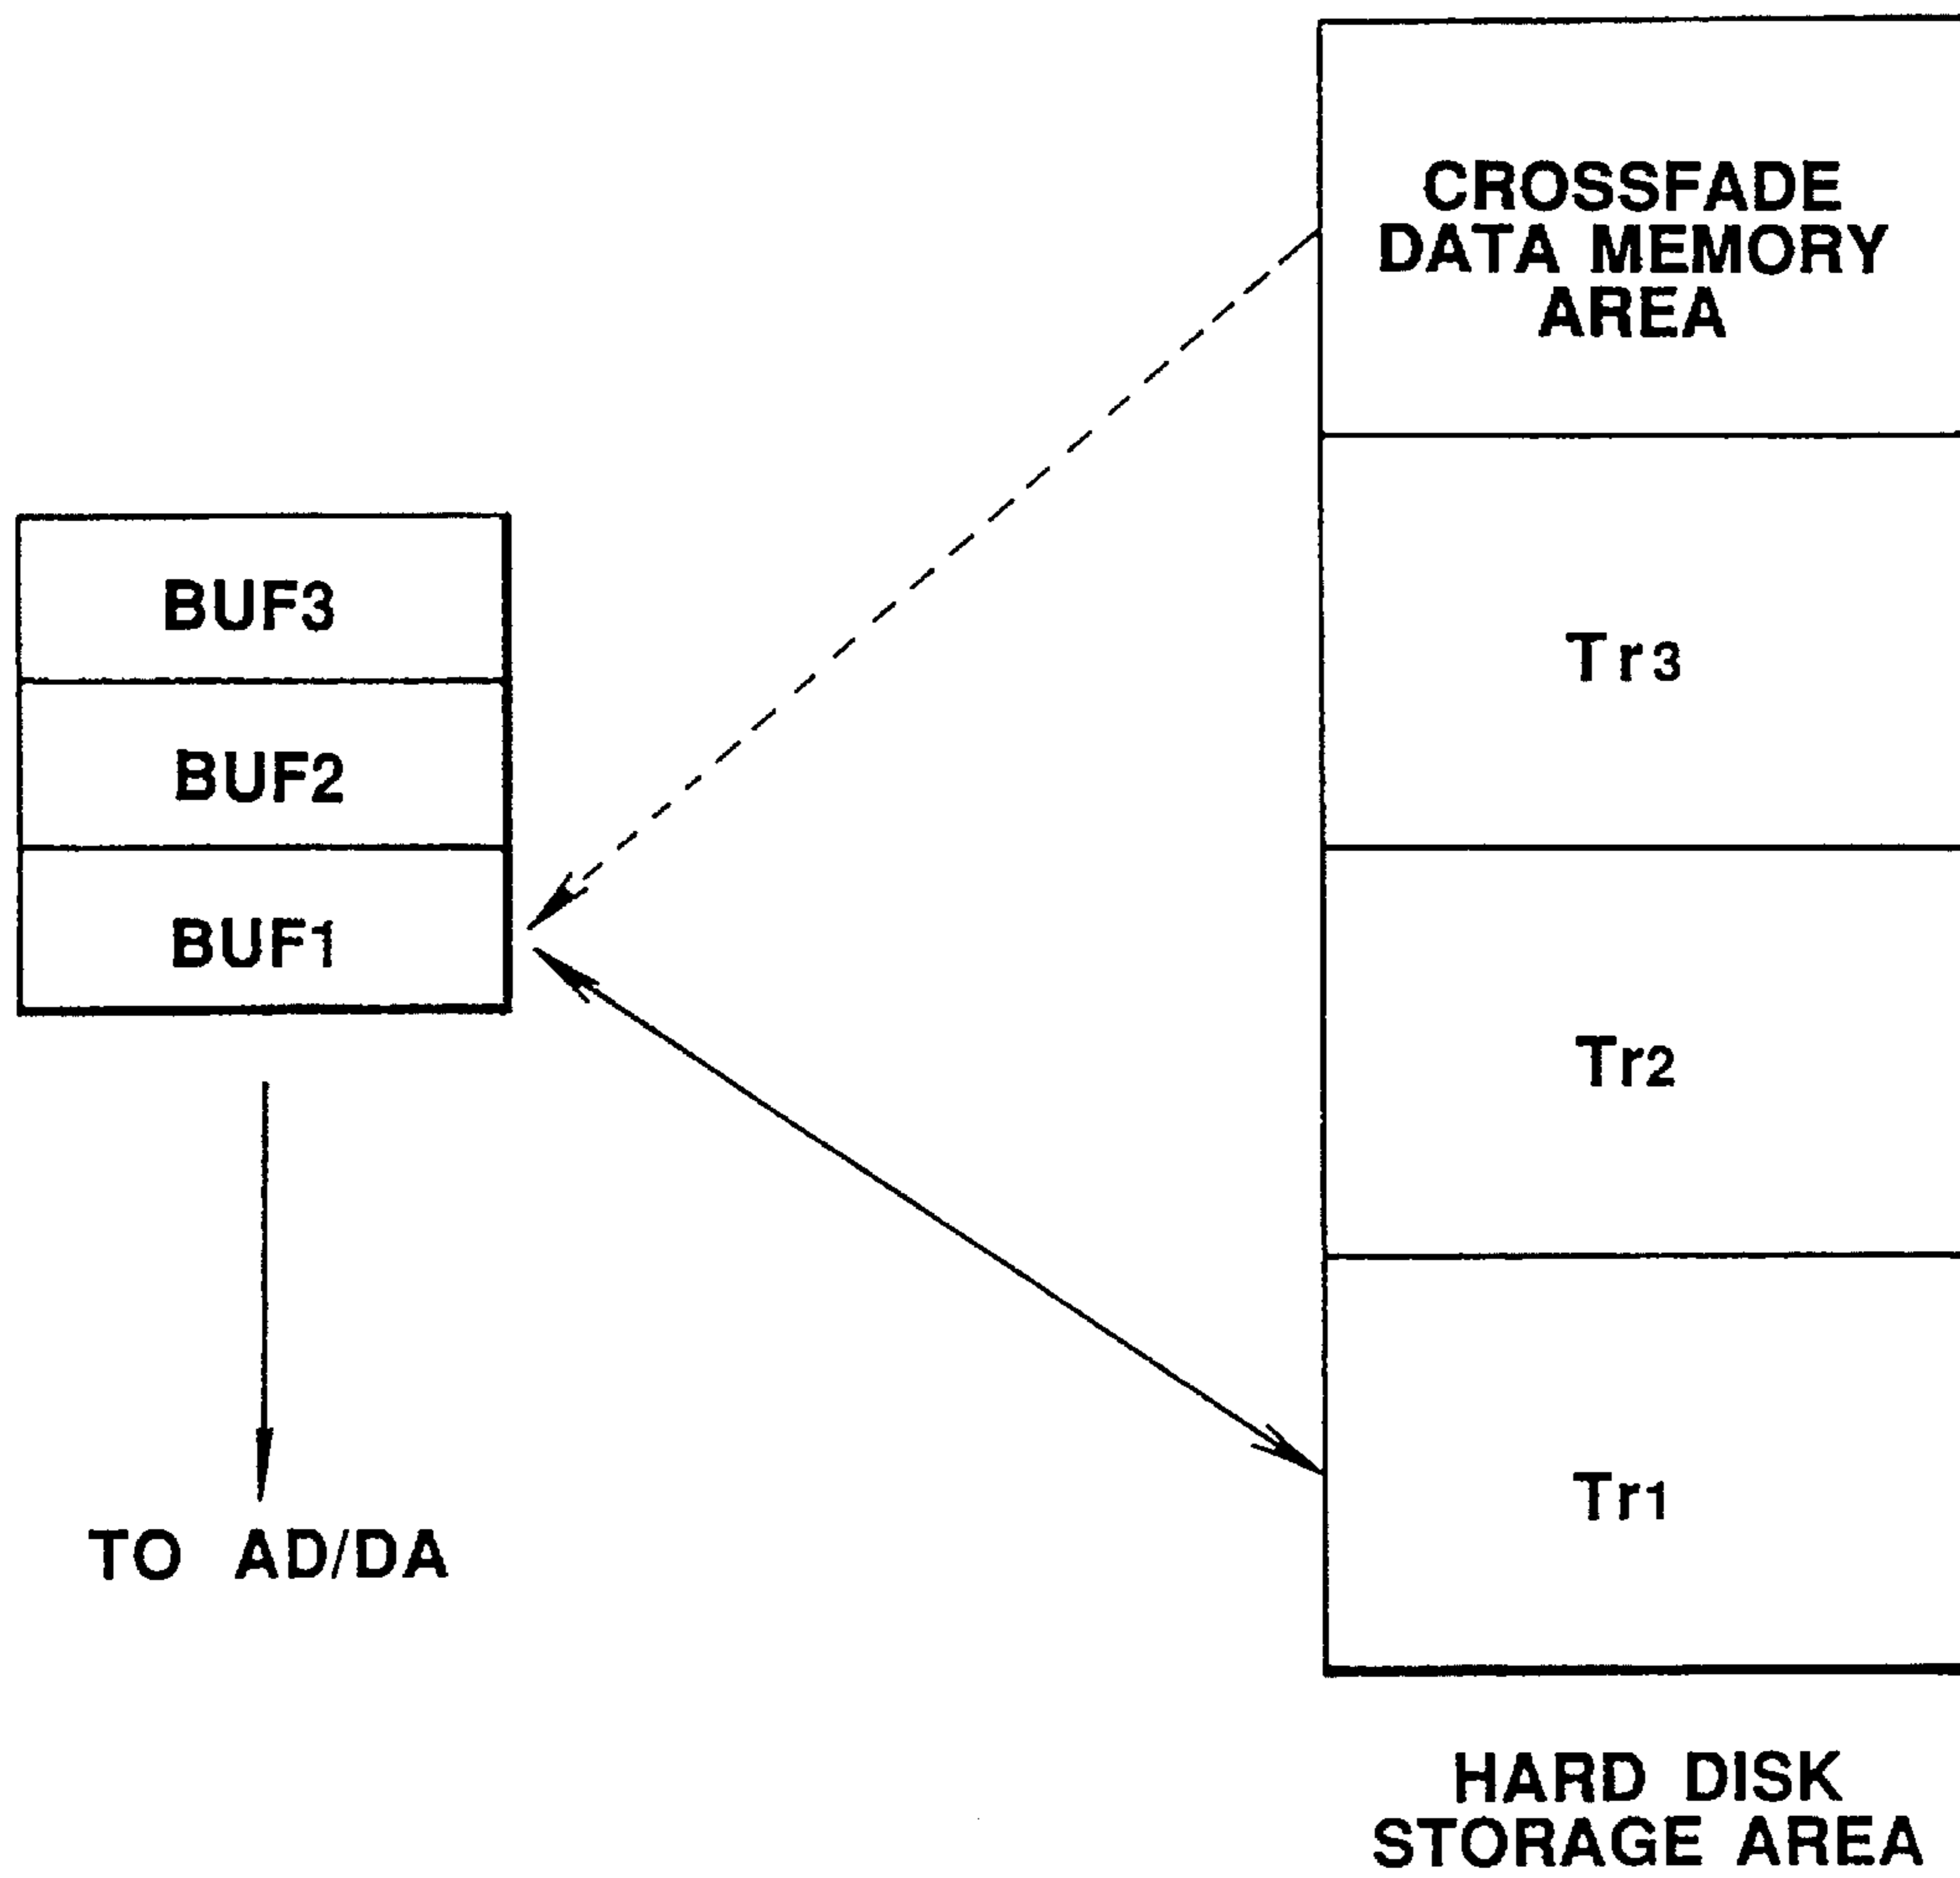 CROSSFADE
DATA MEMORY
AREA
BUF3
Tr3
BUF2
BUF1
Tr2
Tr1
TO AD/DA
HARD DISK
STORAGE AREA